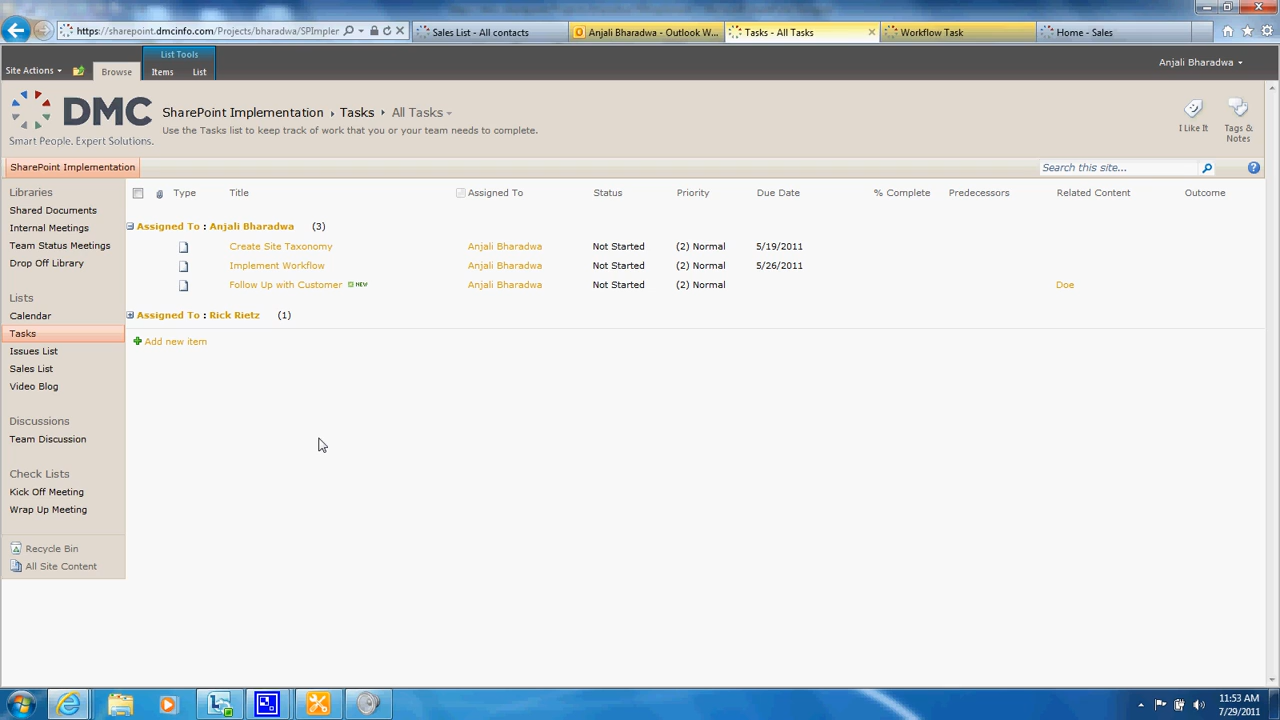 https://sharepoint.dmcinfo.com/Projects/bharadwa/SPImpler
Sales List - All contacts
Anjali Bharadwa - Outlook W...
Tasks - All Tasks
Workflow Task
Home - Sales
List Tools
Site Actions
Browse
Items
List
Anjali Bharadwa
DMC
Smart People. Expert Solutions.
SharePoint Implementation Tasks All Tasks
Use the Tasks list to keep track of work that you or your team needs to complete.
I Like It
Tags & Notes
SharePoint Implementation
Search this site...
Libraries
Shared Documents
Internal Meetings
Team Status Meetings
Drop Off Library
Lists
Calendar
Tasks
Issues List
Sales List
Video Blog
Discussions
Team Discussion
Check Lists
Kick Off Meeting
Wrap Up Meeting
Recycle Bin
All Site Content
Type Title Assigned To Status Priority Due Date % Complete Predecessors Related Content Outcome
Assigned To : Anjali Bharadwa (3)
Create Site Taxonomy Anjali Bharadwa Not Started (2) Normal 5/19/2011
Implement Workflow Anjali Bharadwa Not Started (2) Normal 5/26/2011
Follow Up with Customer NEW Anjali Bharadwa Not Started (2) Normal Doe
Assigned To : Rick Rietz (1)
Add new item
11:53 AM
7/29/2011